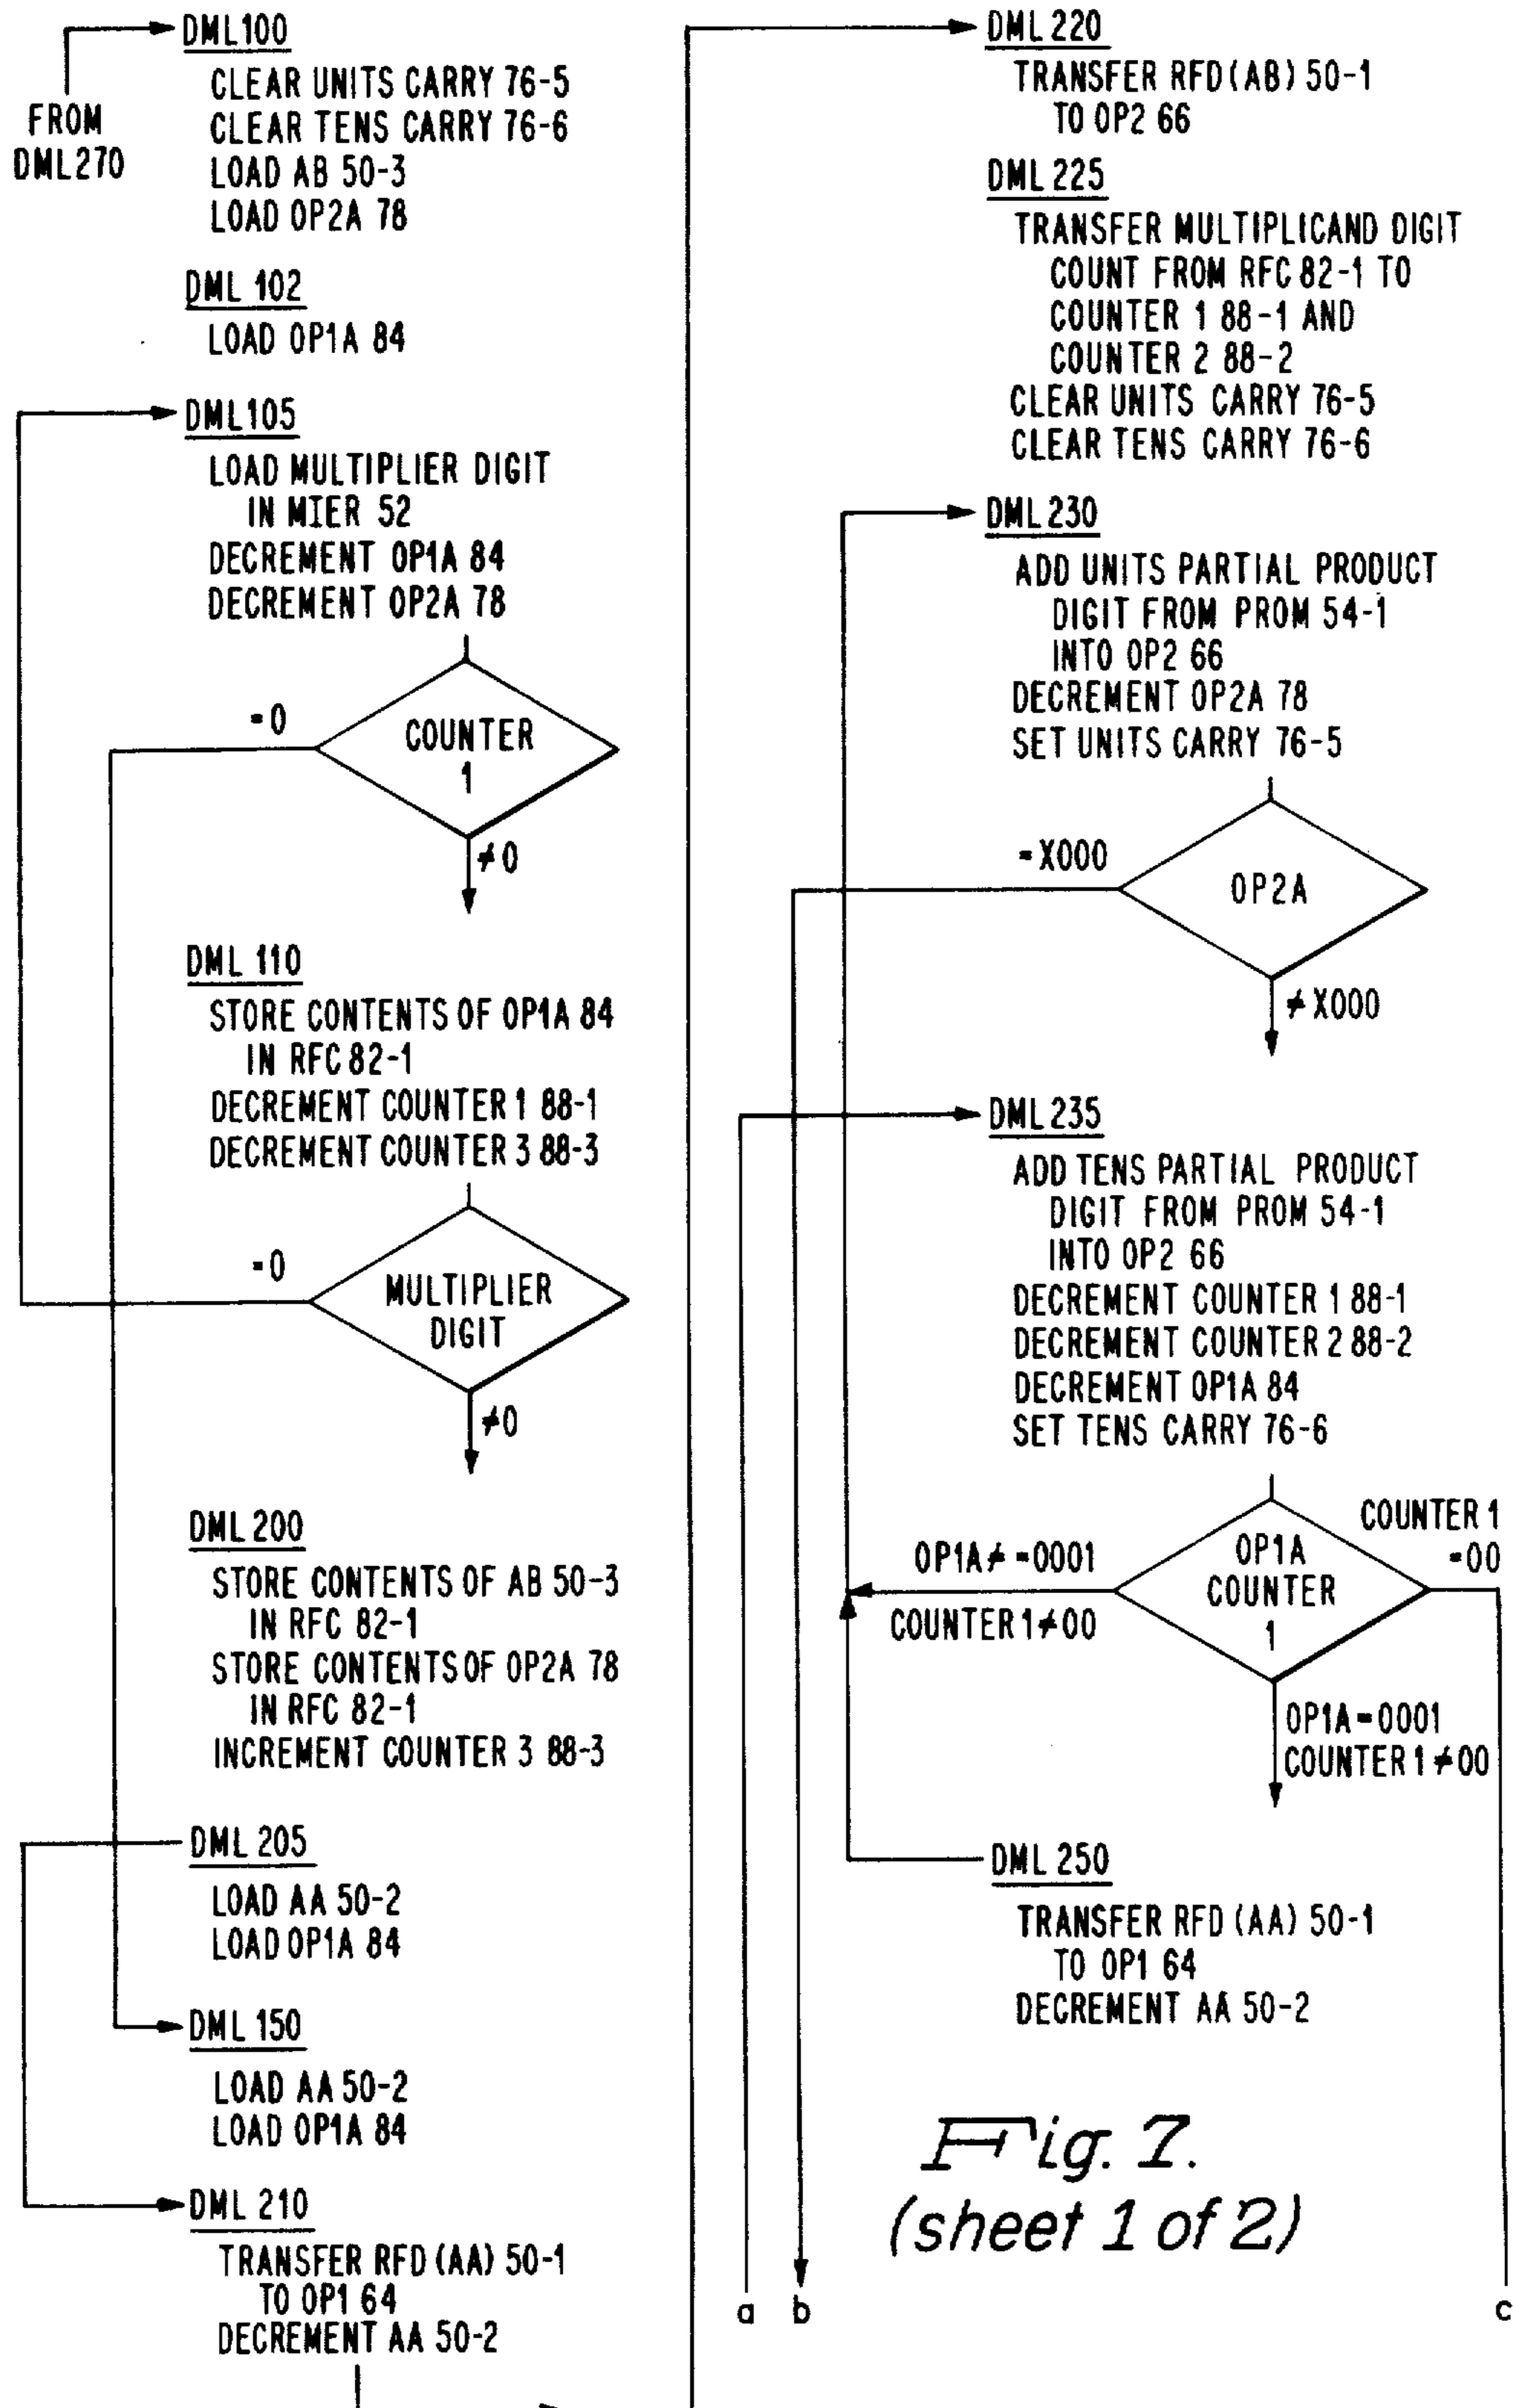 DML100
CLEAR UNITS CARRY 76-5
CLEAR TENS CARRY 76-6
LOAD AB 50-3
LOAD OP2A 78
FROM
DML270
DML 102
LOAD OP1A 84
DML105
LOAD MULTIPLIER DIGIT
IN MIER 52
DECREMENT OP1A 84
DECREMENT OP2A 78
=0
COUNTER
1
≠0
DML 110
STORE CONTENTS OF OP1A 84
IN RFC 82-1
DECREMENT COUNTER 1 88-1
DECREMENT COUNTER 3 88-3
=0
MULTIPLIER
DIGIT
≠0
DML 200
STORE CONTENTS OF AB 50-3
IN RFC 82-1
STORE CONTENTS OF OP2A 78
IN RFC 82-1
INCREMENT COUNTER 3 88-3
DML 205
LOAD AA 50-2
LOAD OP1A 84
DML 150
LOAD AA 50-2
LOAD OP1A 84
DML 210
TRANSFER RFD (AA) 50-1
TO OP1 64
DECREMENT AA 50-2
DML 220
TRANSFER RFD (AB) 50-1
TO OP2 66
DML 225
TRANSFER MULTIPLICAND DIGIT
COUNT FROM RFC 82-1 TO
COUNTER 1 88-1 AND
COUNTER 2 88-2
CLEAR UNITS CARRY 76-5
CLEAR TENS CARRY 76-6
DML 230
ADD UNITS PARTIAL PRODUCT
DIGIT FROM PROM 54-1
INTO OP2 66
DECREMENT OP2A 78
SET UNITS CARRY 76-5
=X000
OP2A
≠X000
DML 235
ADD TENS PARTIAL PRODUCT
DIGIT FROM PROM 54-1
INTO OP2 66
DECREMENT COUNTER 1 88-1
DECREMENT COUNTER 2 88-2
DECREMENT OP1A 84
SET TENS CARRY 76-6
COUNTER 1
=00
OP1A≠=0001
COUNTER 1≠00
OP1A
COUNTER
1
OP1A=0001
COUNTER 1≠00
DML 250
TRANSFER RFD (AA) 50-1
TO OP1 64
DECREMENT AA 50-2
Fig. 7.
(sheet 1 of 2)
a b c